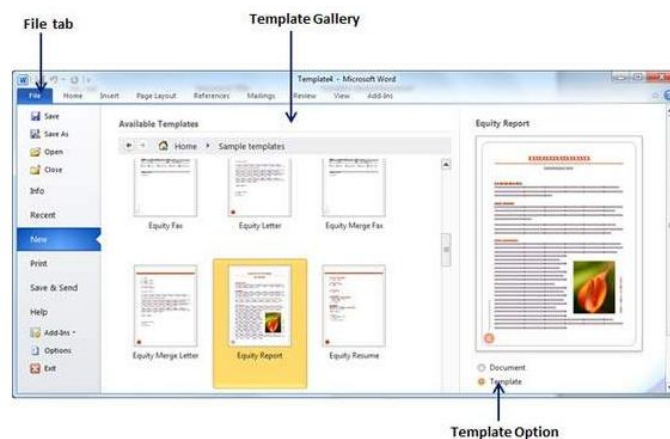 File tab
Template Gallery
Template4 - Microsoft Word
File Home Insert Page Layout References Mailings Review View Add-Ins
Save
Save As
Open
Close
Info
Recent
New
Print
Save & Send
Help
Add-Ins
Options
Exit
Available Templates
Home Sample templates
Equity Fax Equity Letter Equity Merge Fax
Equity Merge Letter Equity Report Equity Resume
Equity Report
Document
Template
Template Option